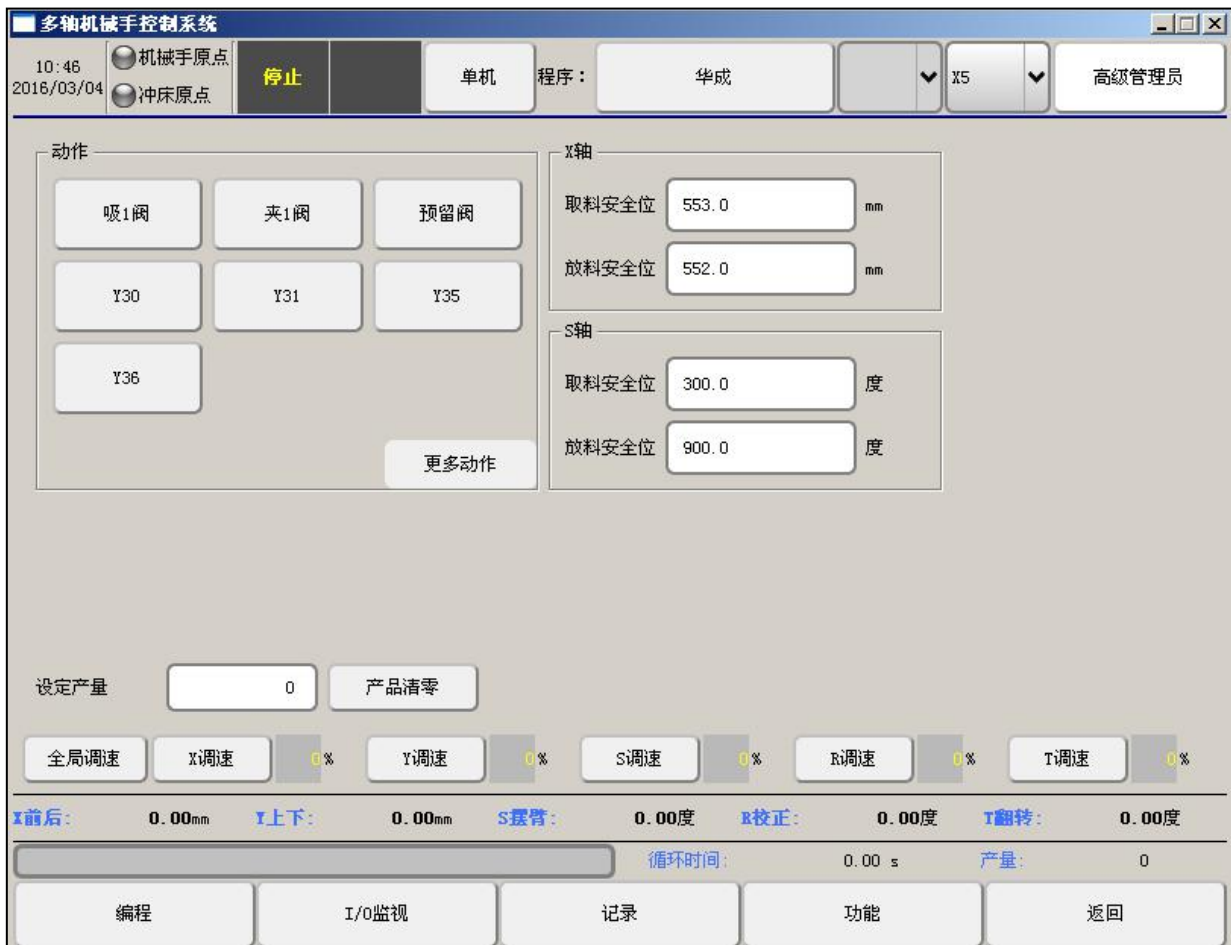 多轴机械手控制系统
10:46
2016/03/04
机械手原点
冲床原点
停止
单机
程序：
华成
X5
高级管理员
动作
吸1阀
夹1阀
预留阀
Y30
Y31
Y35
Y36
更多动作
X轴
取料安全位 553.0 mm
放料安全位 552.0 mm
S轴
取料安全位 300.0 度
放料安全位 900.0 度
设定产量 0 产品清零
全局调速 X调速 0% Y调速 0% S调速 0% R调速 0% T调速 0%
X前后: 0.00mm Y上下: 0.00mm S摆臂: 0.00度 R校正: 0.00度 T翻转: 0.00度
循环时间: 0.00 s 产量: 0
编程 I/O监视 记录 功能 返回